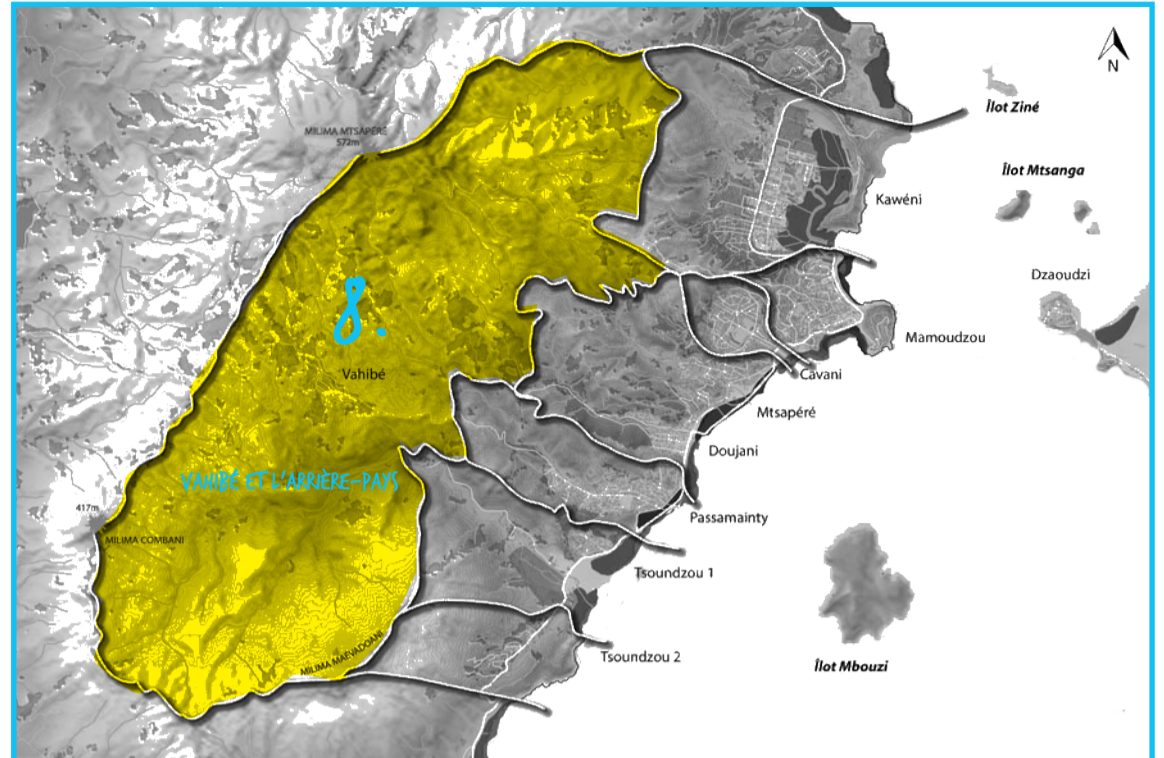 N
Îlot Ziné
MILIMA MTSAPÉRÉ
572m
Îlot Mtsanga
Kawéni
Dzaoudzi
8.
Mamoudzou
Vahibé
Cavani
Mtsapéré
Doujani
VAHIBÉ ET L'ARRIÈRE-PAYS
417m
Passamainty
MILIMA COMBANI
Tsoundzou 1
MILIMA MAÉVADOANI
Tsoundzou 2
Îlot Mbouzi